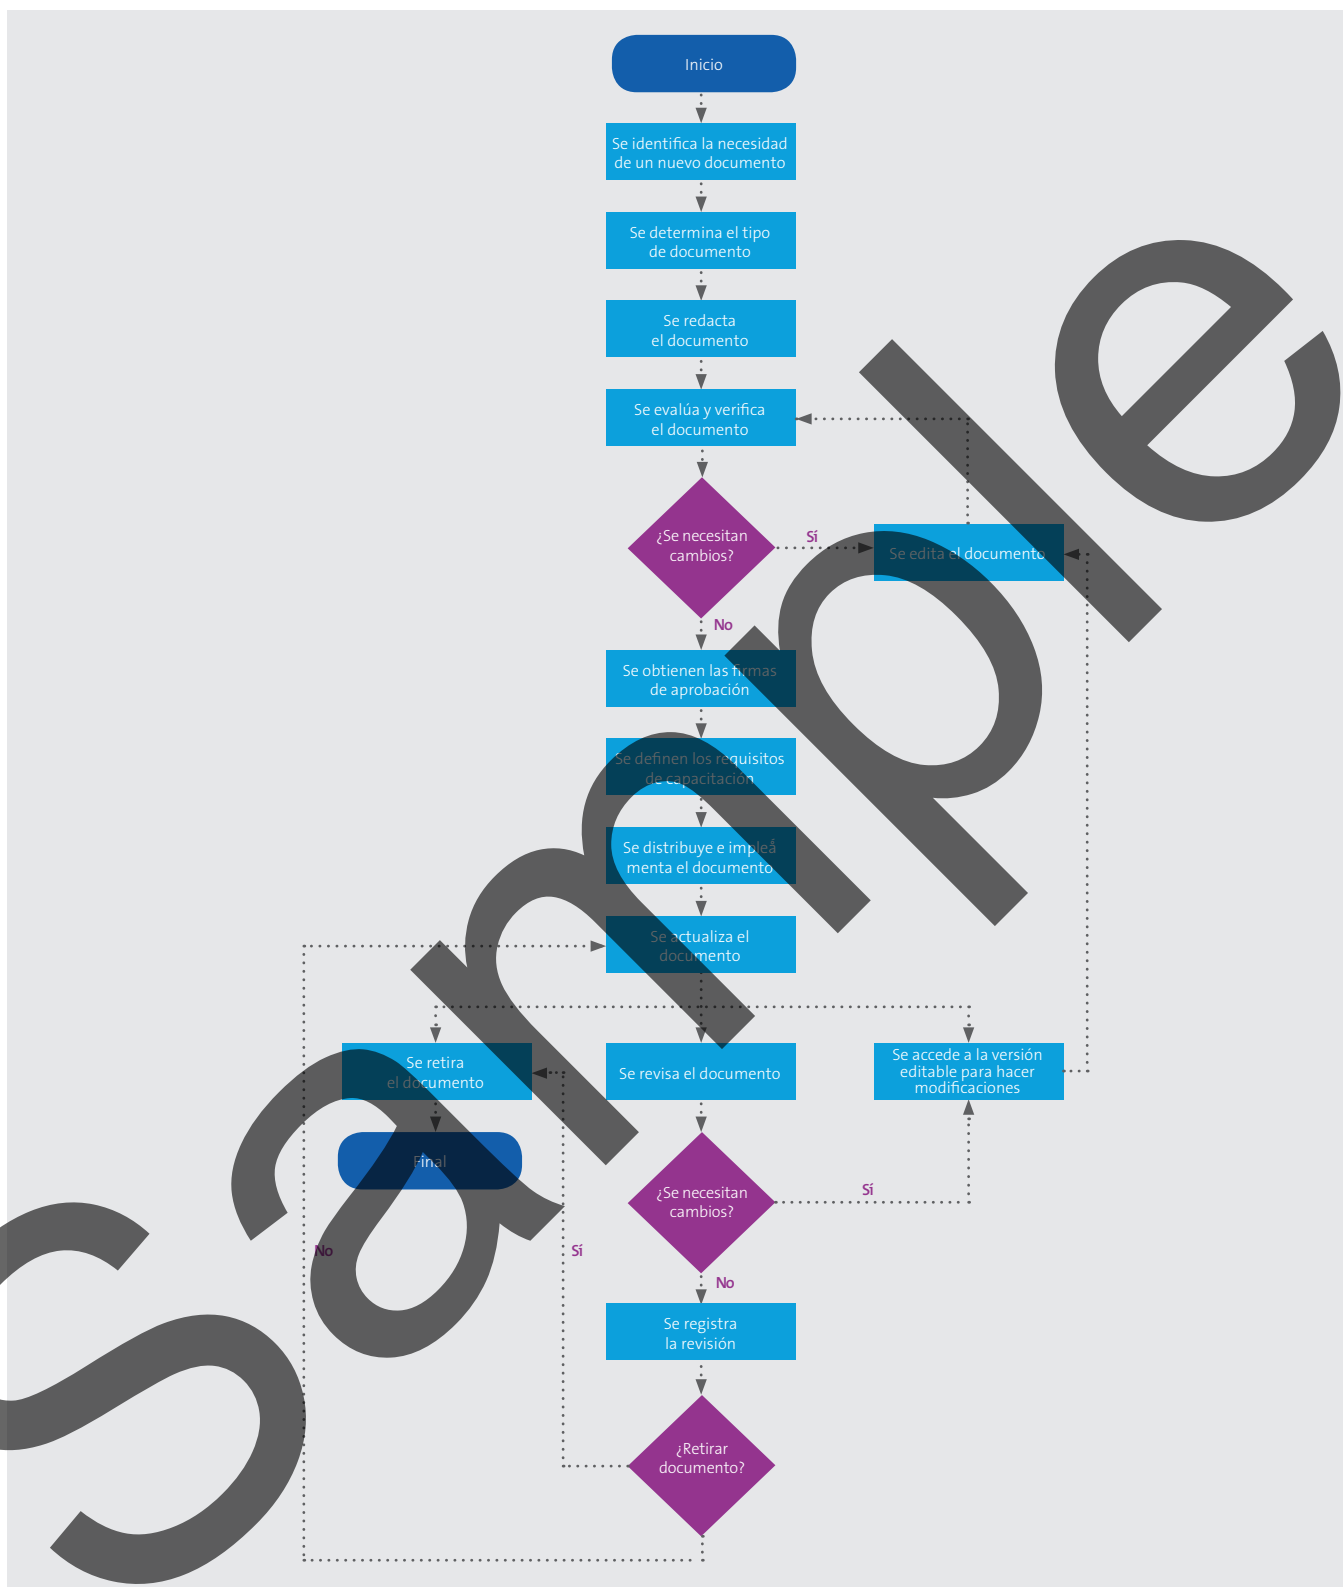 Inicio
Se identifica la necesidad
de un nuevo documento
Se determina el tipo
de documento
Se redacta
el documento
Se evalúa y verifica
el documento
¿Se necesitan
cambios?
Sí
Se edita el documento
No
Se obtienen las firmas
de aprobación
Se definen los requisitos
de capacitación
Se distribuye e impleå
menta el documento
Se actualiza el
documento
Se retira
el documento
Se revisa el documento
Se accede a la versión
editable para hacer
modificaciones
Final
¿Se necesitan
cambios?
Sí
No
Sí
No
Se registra
la revisión
¿Retirar
documento?
Sample